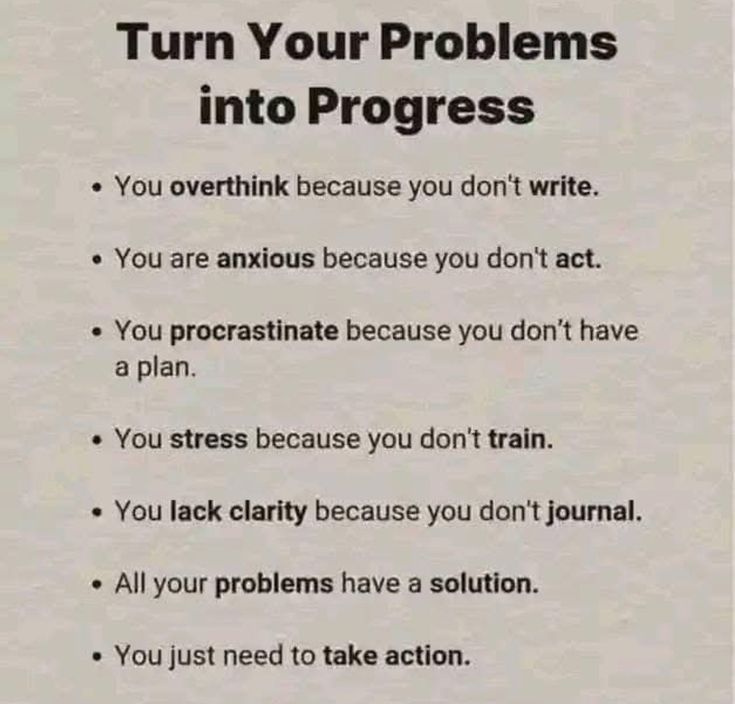 Turn Your Problems
into Progress
• You overthink because you don't write.
• You are anxious because you don't act.
• You procrastinate because you don't have
a plan.
• You stress because you don't train.
• You lack clarity because you don't journal.
• All your problems have a solution.
• You just need to take action.